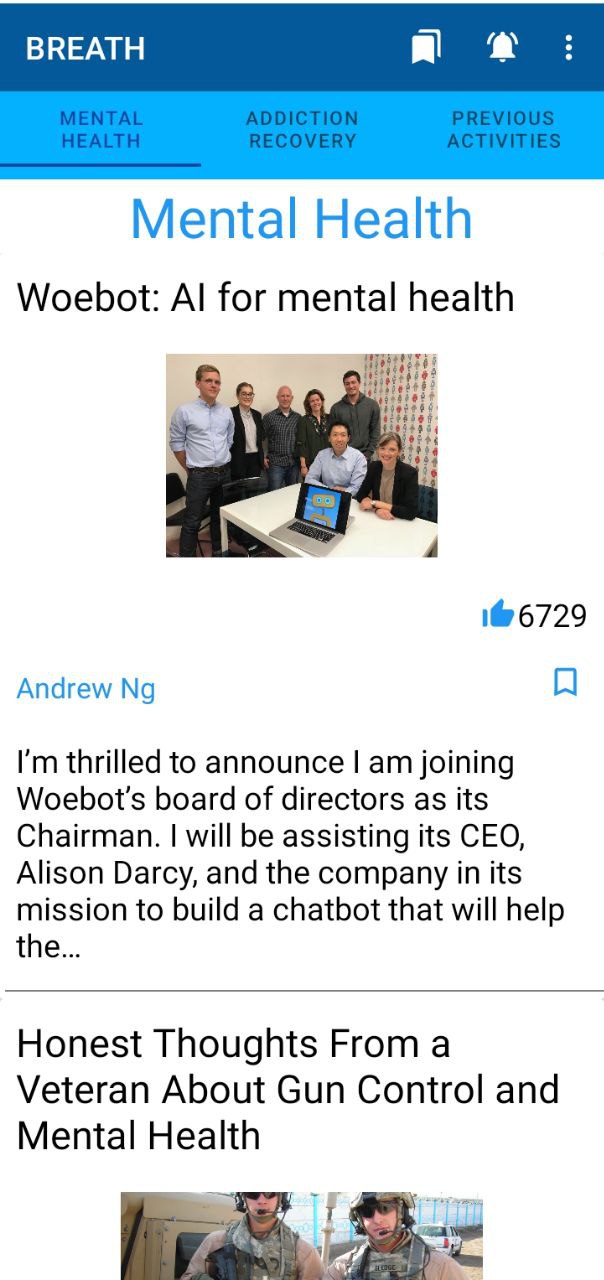 BREATH
MENTAL
HEALTH
ADDICTION
RECOVERY
PREVIOUS
ACTIVITIES
Mental Health
Woebot: AI for mental health
6729
Andrew Ng
I’m thrilled to announce I am joining
Woebot’s board of directors as its
Chairman. I will be assisting its CEO,
Alison Darcy, and the company in its
mission to build a chatbot that will help
the...
Honest Thoughts From a
Veteran About Gun Control and
Mental Health